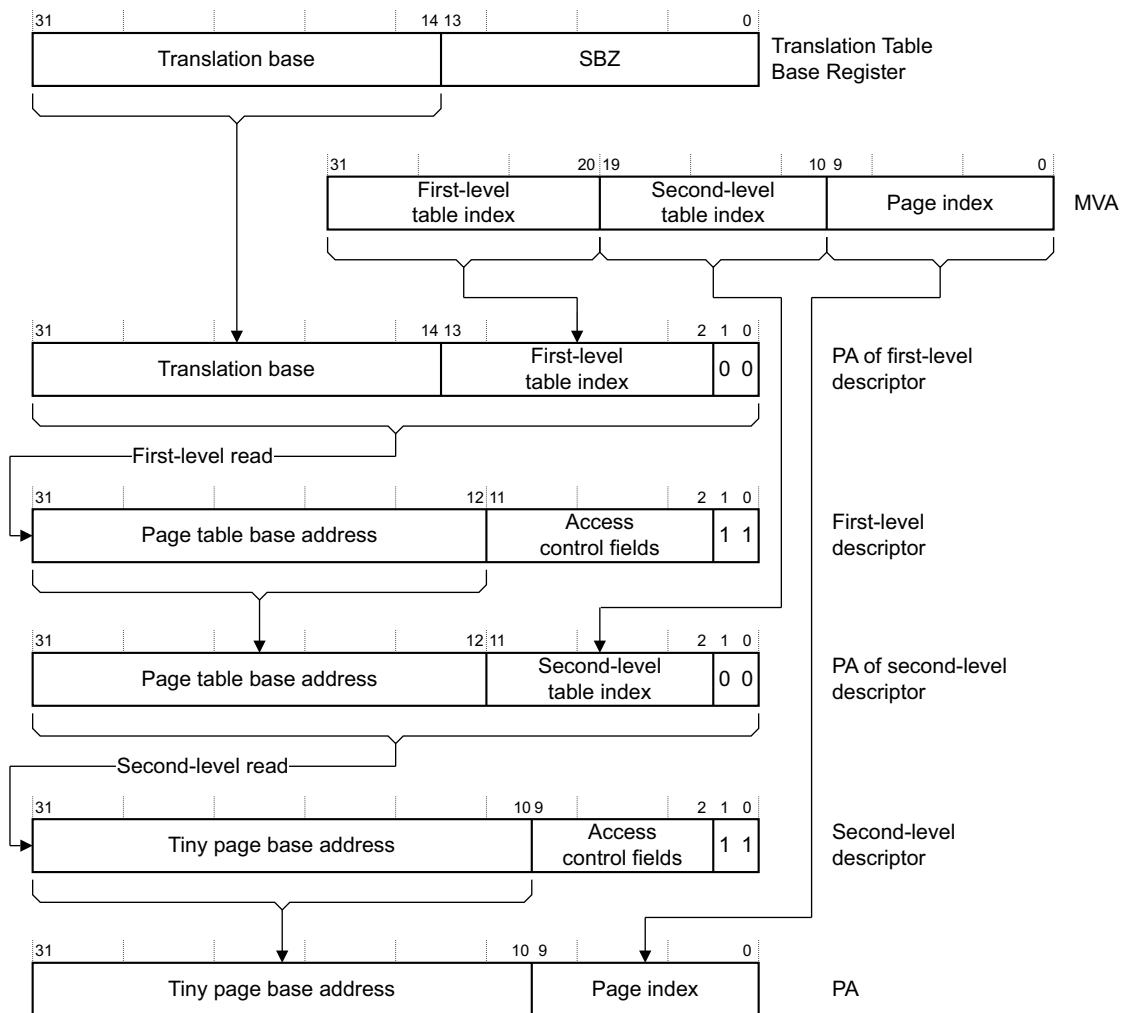 31 14 13 0
Translation base SBZ
Translation Table
Base Register
31 20 19 10 9 0
First-level
table index
Second-level
table index
Page index
MVA
31 14 13 2 1 0
Translation base
First-level
table index
0 0
PA of first-level
descriptor
First-level read
31 12 11 2 1 0
Page table base address
Access
control fields
1 1
First-level
descriptor
31 12 11 2 1 0
Page table base address
Second-level
table index
0 0
PA of second-level
descriptor
Second-level read
31 10 9 2 1 0
Tiny page base address
Access
control fields
1 1
Second-level
descriptor
31 10 9 0
Tiny page base address Page index PA